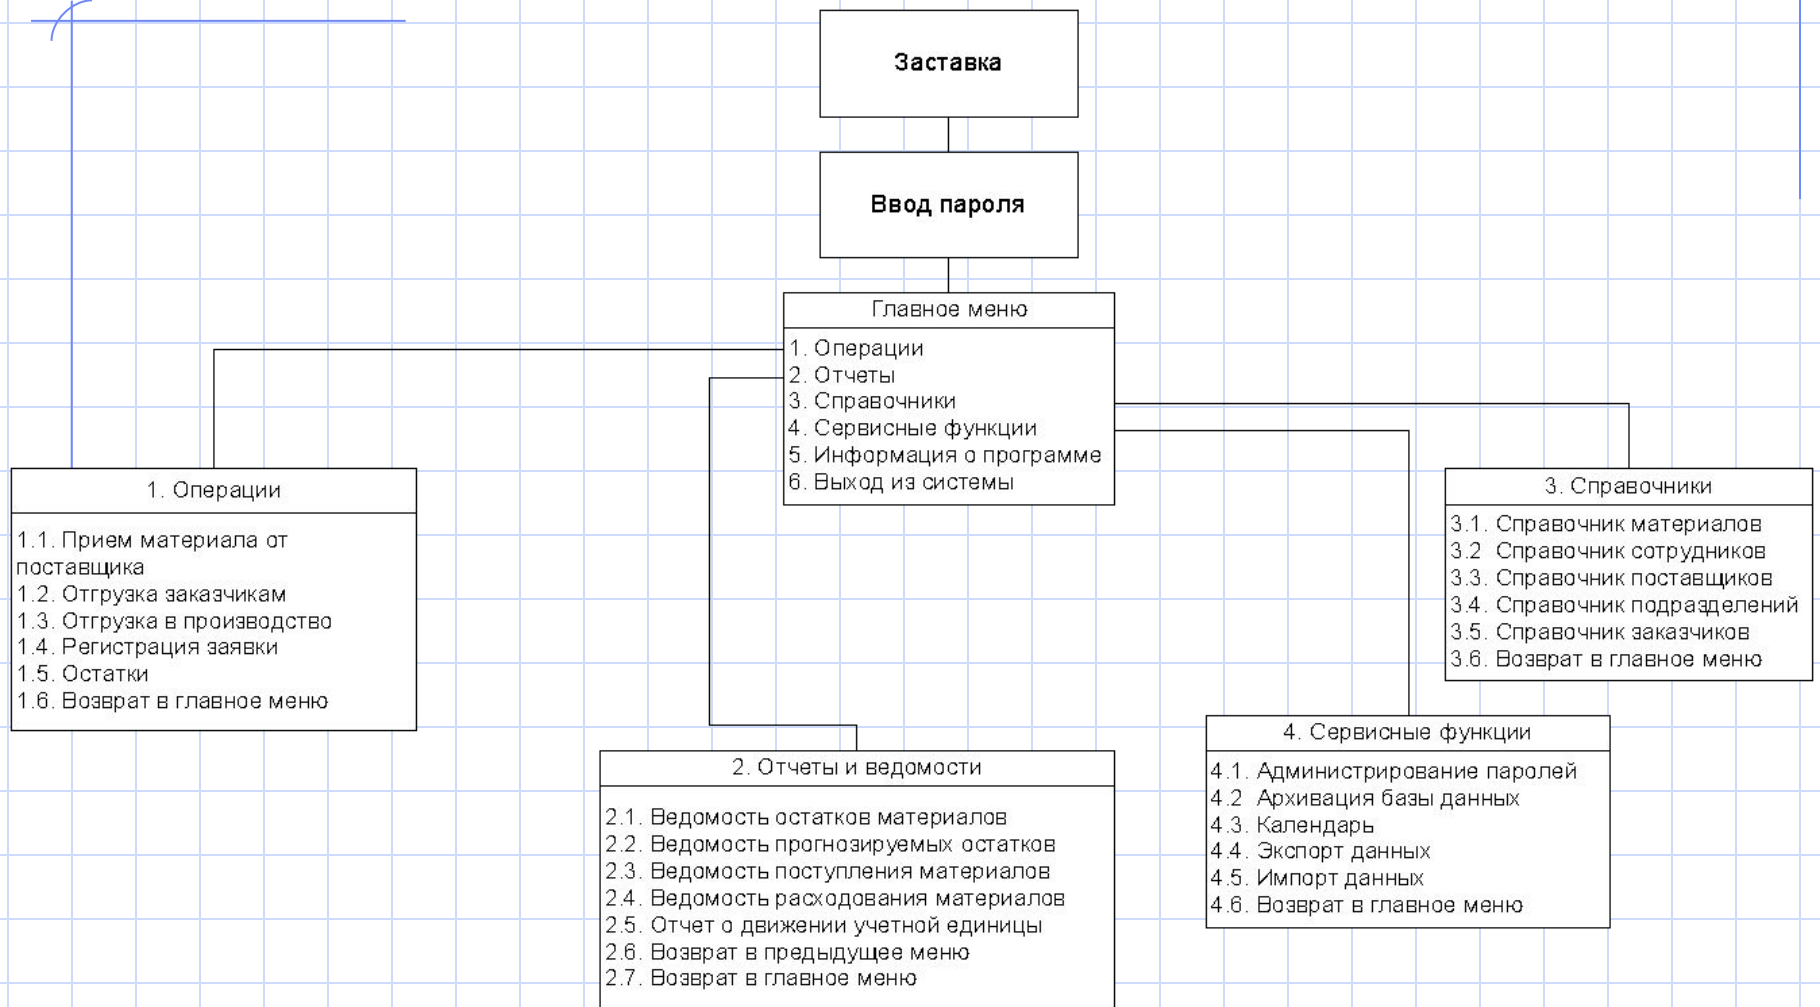 Заставка
Ввод пароля
Главное меню
1. Операции
2. Отчеты
3. Справочники
4. Сервисные функции
5. Информация о программе
6. Выход из системы
1. Операции
1.1. Прием материала от
поставщика
1.2. Отгрузка заказчикам
1.3. Отгрузка в производство
1.4. Регистрация заявки
1.5. Остатки
1.6. Возврат в главное меню
3. Справочники
3.1. Справочник материалов
3.2 Справочник сотрудников
3.3. Справочник поставщиков
3.4. Справочник подразделений
3.5. Справочник заказчиков
3.6. Возврат в главное меню
2. Отчеты и ведомости
2.1. Ведомость остатков материалов
2.2. Ведомость прогнозируемых остатков
2.3. Ведомость поступления материалов
2.4. Ведомость расходования материалов
2.5. Отчет о движении учетной единицы
2.6. Возврат в предыдущее меню
2.7. Возврат в главное меню
4. Сервисные функции
4.1. Администрирование паролей
4.2 Архивация базы данных
4.3. Календарь
4.4. Экспорт данных
4.5. Импорт данных
4.6. Возврат в главное меню